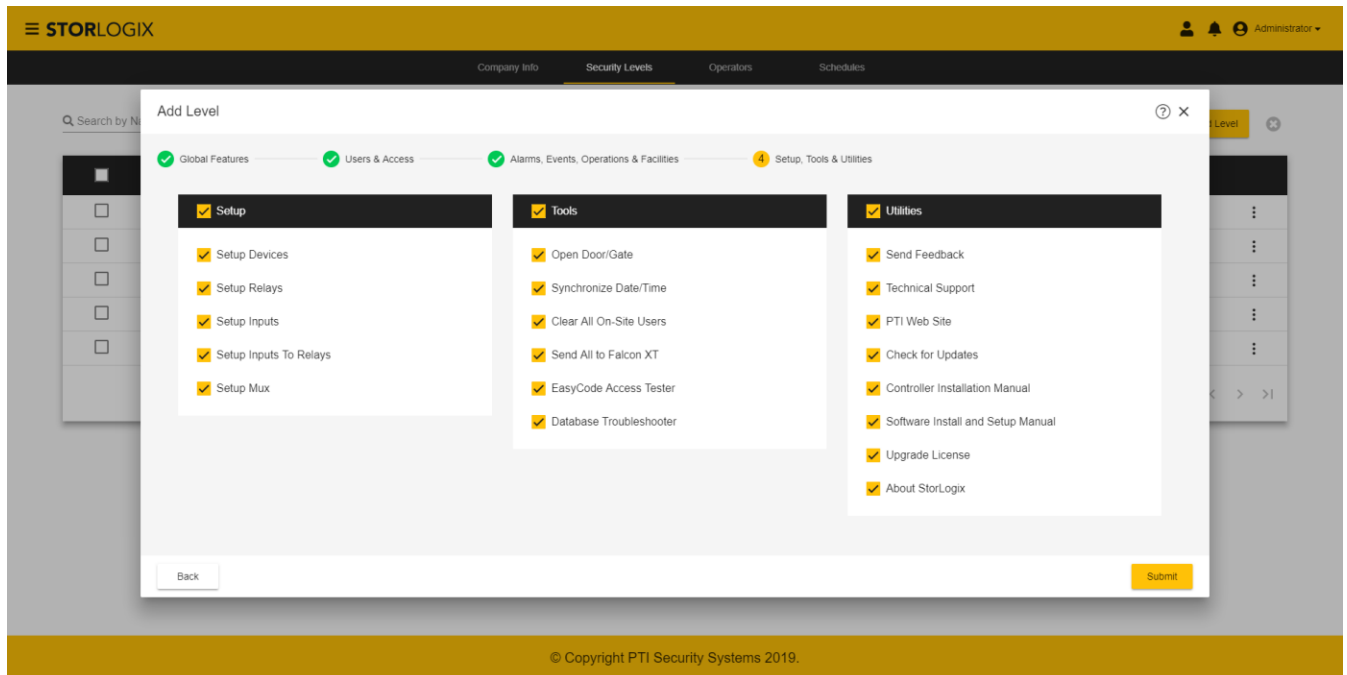 STORLOGIX
Administrator
Company Info Security Levels Operators Schedules
Search by
Level
Add Level
Global Features Users & Access Alarms, Events, Operations & Facilities 4 Setup, Tools & Utilities
Setup Tools Utilities
Setup Devices Open Door/Gate Send Feedback
Setup Relays Synchronize Date/Time Technical Support
Setup Inputs Clear All On-Site Users PTI Web Site
Setup Inputs To Relays Send All to Falcon XT Check for Updates
Setup Mux EasyCode Access Tester Controller Installation Manual
Database Troubleshooter Software Install and Setup Manual
Upgrade License
About StorLogix
Back Submit
© Copyright PTI Security Systems 2019.